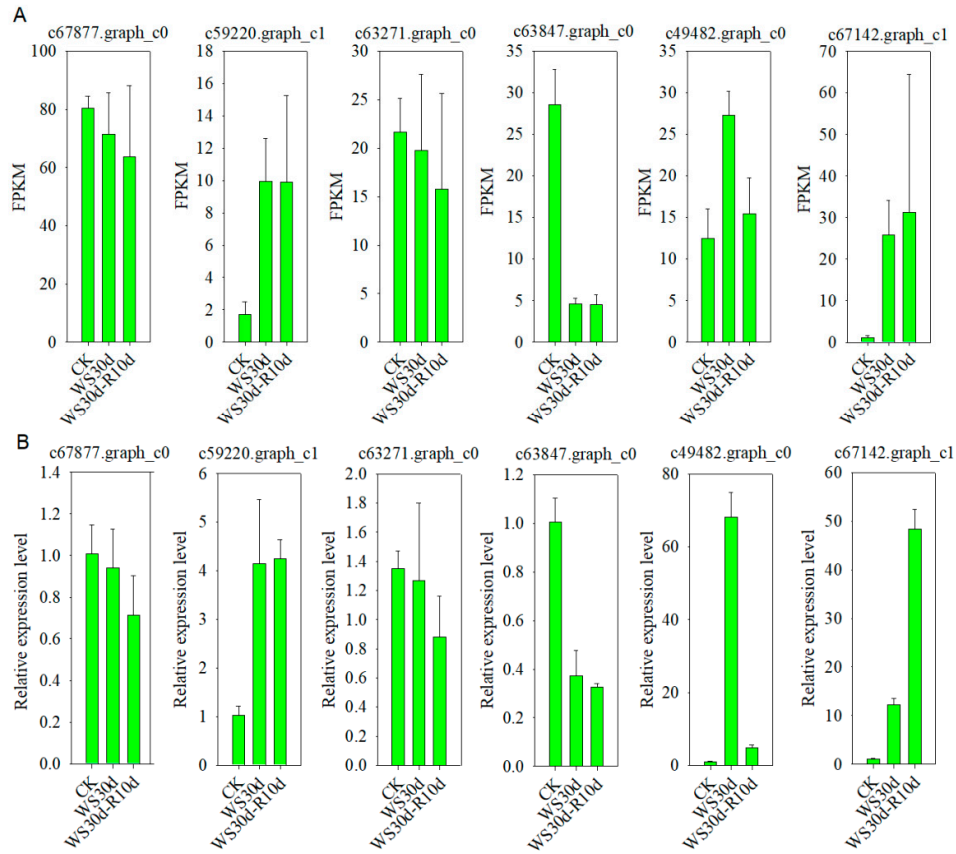 A
c67877.graph_c0 c59220.graph_c1 c63271.graph_c0 c63847.graph_c0 c49482.graph_c0 c67142.graph_c1
FPKM
100
80
60
40
20
0
CK
WS30d
WS30d-R10d
FPKM
18
16
14
12
10
8
6
4
2
0
CK
WS30d
WS30d-R10d
FPKM
30
25
20
15
10
5
0
CK
WS30d
WS30d-R10d
FPKM
35
30
25
20
15
10
5
0
CK
WS30d
WS30d-R10d
FPKM
35
30
25
20
15
10
5
0
CK
WS30d
WS30d-R10d
FPKM
70
60
50
40
30
20
10
0
CK
WS30d
WS30d-R10d
B
c67877.graph_c0 c59220.graph_c1 c63271.graph_c0 c63847.graph_c0 c49482.graph_c0 c67142.graph_c1
Relative expression level
1.4
1.2
1.0
0.8
0.6
0.4
0.2
0.0
CK
WS30d
WS30d-R10d
Relative expression level
6
5
4
3
2
1
0
CK
WS30d
WS30d-R10d
Relative expression level
2.0
1.8
1.6
1.4
1.2
1.0
0.8
0.6
0.4
0.2
0.0
CK
WS30d
WS30d-R10d
Relative expression level
1.2
1.0
0.8
0.6
0.4
0.2
0.0
CK
WS30d
WS30d-R10d
Relative expression level
80
60
40
20
0
CK
WS30d
WS30d-R10d
Relative expression level
60
50
40
30
20
10
0
CK
WS30d
WS30d-R10d